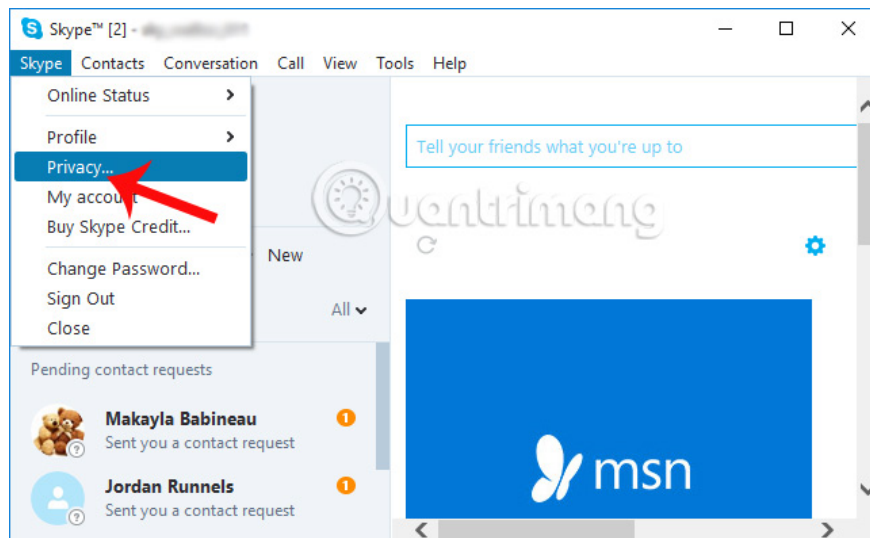 Skype™ [2] -
Skype Contacts Conversation Call View Tools Help
Online Status
Profile
Privacy...
My account
Buy Skype Credit...
Change Password...
Sign Out
Close
New
All
Pending contact requests
Makayla Babineau
1
Sent you a contact request
Jordan Runnels
1
Sent you a contact request
Tell your friends what you're up to
Quantrimang
msn